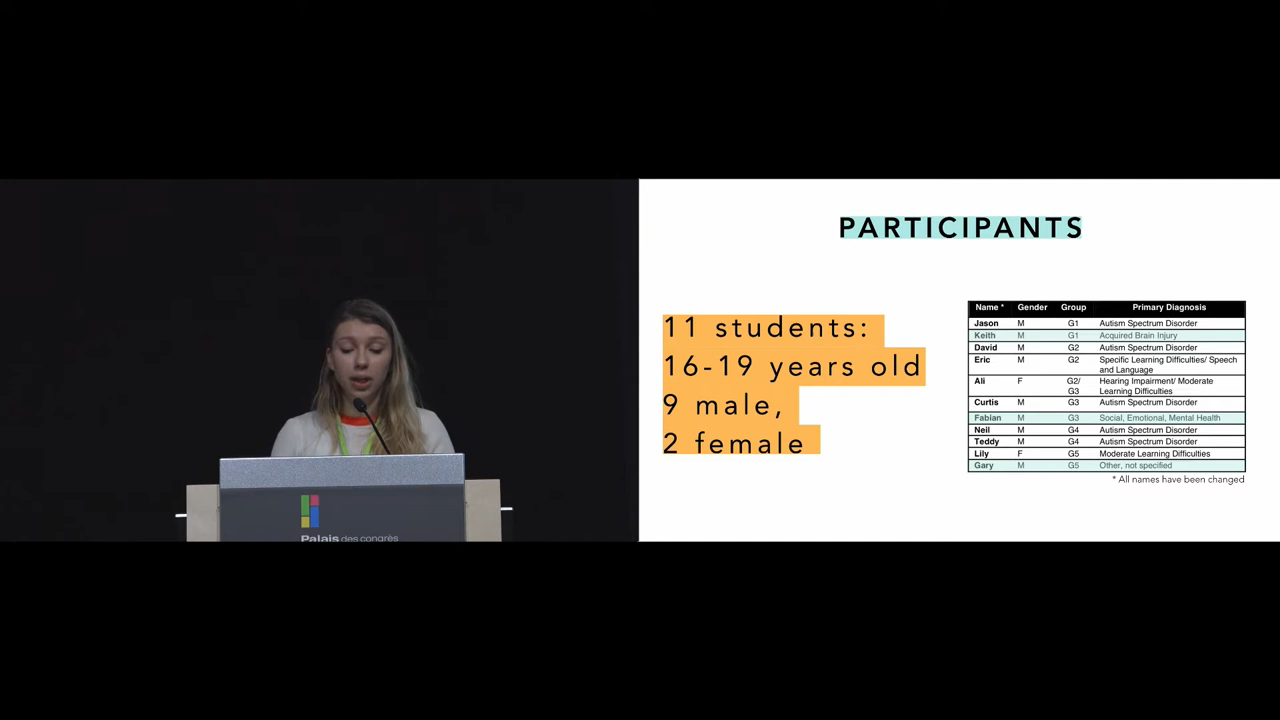 PARTICIPANTS
11 students:
16-19 years old
9 male,
2 female
Name * Gender Group Primary Diagnosis
Jason M G1 Autism Spectrum Disorder
Keith M G1 Acquired Brain Injury
David M G2 Autism Spectrum Disorder
Eric M G2 Specific Learning Difficulties/ Speech
and Language
Ali F G2/ Hearing Impairment/ Moderate
G3 Learning Difficulties
Curtis M G3 Autism Spectrum Disorder
Fabian M G3 Social, Emotional, Mental Health
Neil M G4 Autism Spectrum Disorder
Teddy M G4 Autism Spectrum Disorder
Lily F G5 Moderate Learning Difficulties
Gary M G5 Other, not specified
* All names have been changed
Palais des congrès